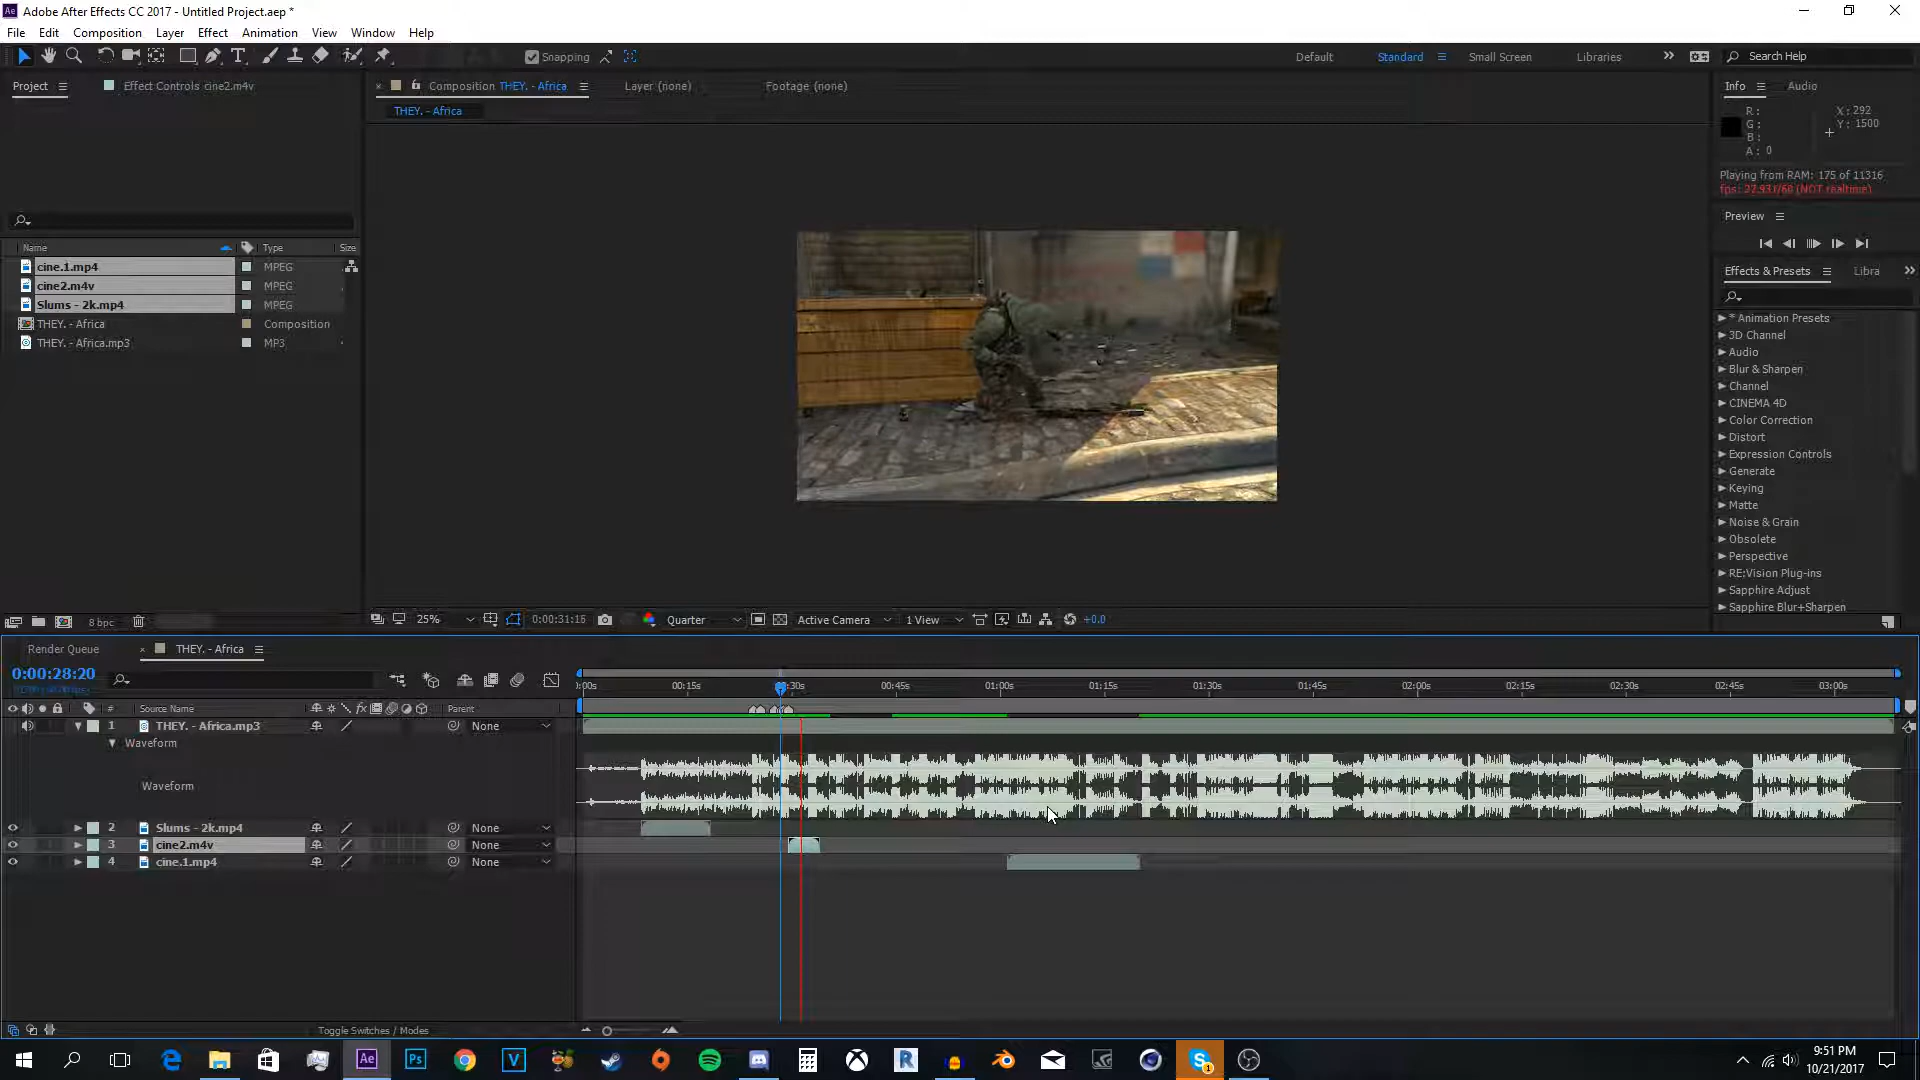 Adobe After Effects CC 2017 - Untitled Project.aep *
File Edit Composition Layer Effect Animation View Window Help
Snapping Default Standard Small Screen Libraries Search Help
Project Effect Controls cine2.m4v Composition THEY. - Africa Layer (none) Footage (none) Info Audio
THEY. - Africa
R: X: 292
G: Y: 1500
B:
A: 0
Playing from RAM: 175 of 11316
(NOT realtime)
Preview
Name Type Size
cine.1.mp4 MPEG
cine2.m4v MPEG
Slums - 2k.mp4 MPEG
THEY. - Africa Composition
THEY. - Africa.mp3 MP3
Effects & Presets Libra
* Animation Presets
3D Channel
Audio
Blur & Sharpen
Channel
CINEMA 4D
Color Correction
Distort
Expression Controls
Generate
Keying
Matte
Noise & Grain
Obsolete
Perspective
RE:Vision Plug-ins
Sapphire Adjust
Sapphire Blur+Sharpen
8 bpc 25% 0:00:31:16 Quarter Active Camera 1 View +0.0
Render Queue THEY. - Africa
0:00:28:20
:00s 00:15s 0:30s 00:45s 01:00s 01:15s 01:30s 01:45s 02:00s 02:15s 02:30s 02:45s 03:00s
# Source Name Parent
1 THEY. - Africa.mp3 None
Waveform
Waveform
2 Slums - 2k.mp4 None
3 cine2.m4v None
4 cine.1.mp4 None
Toggle Switches / Modes
9:51 PM
10/21/2017